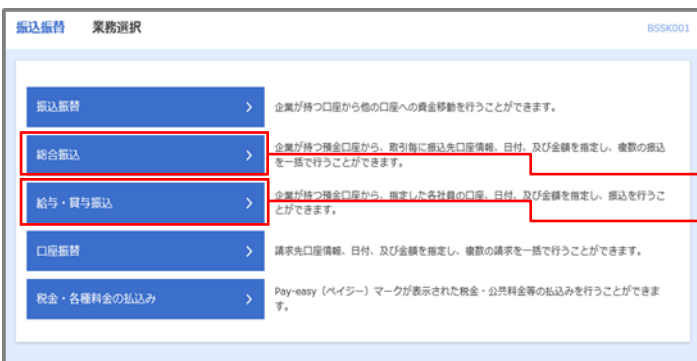 振込振替 業務選択 BSSK001
振込振替
企業が持つ口座から他の口座への資金移動を行うことができます。
総合振込
企業が持つ預金口座から、取引毎に振込先口座情報、日付、及び金額を指定し、複数の振込
を一括で行うことができます。
給与・賞与振込
企業が持つ預金口座から、指定した各社員の口座、日付、及び金額を指定し、振込を行うこ
とができます。
口座振替
請求先口座情報、日付、及び金額を指定し、複数の請求を一括で行うことができます。
税金・各種料金の払込み
Pay-easy（ペイジー）マークが表示された税金・公共料金等の払込みを行うことができま
す。